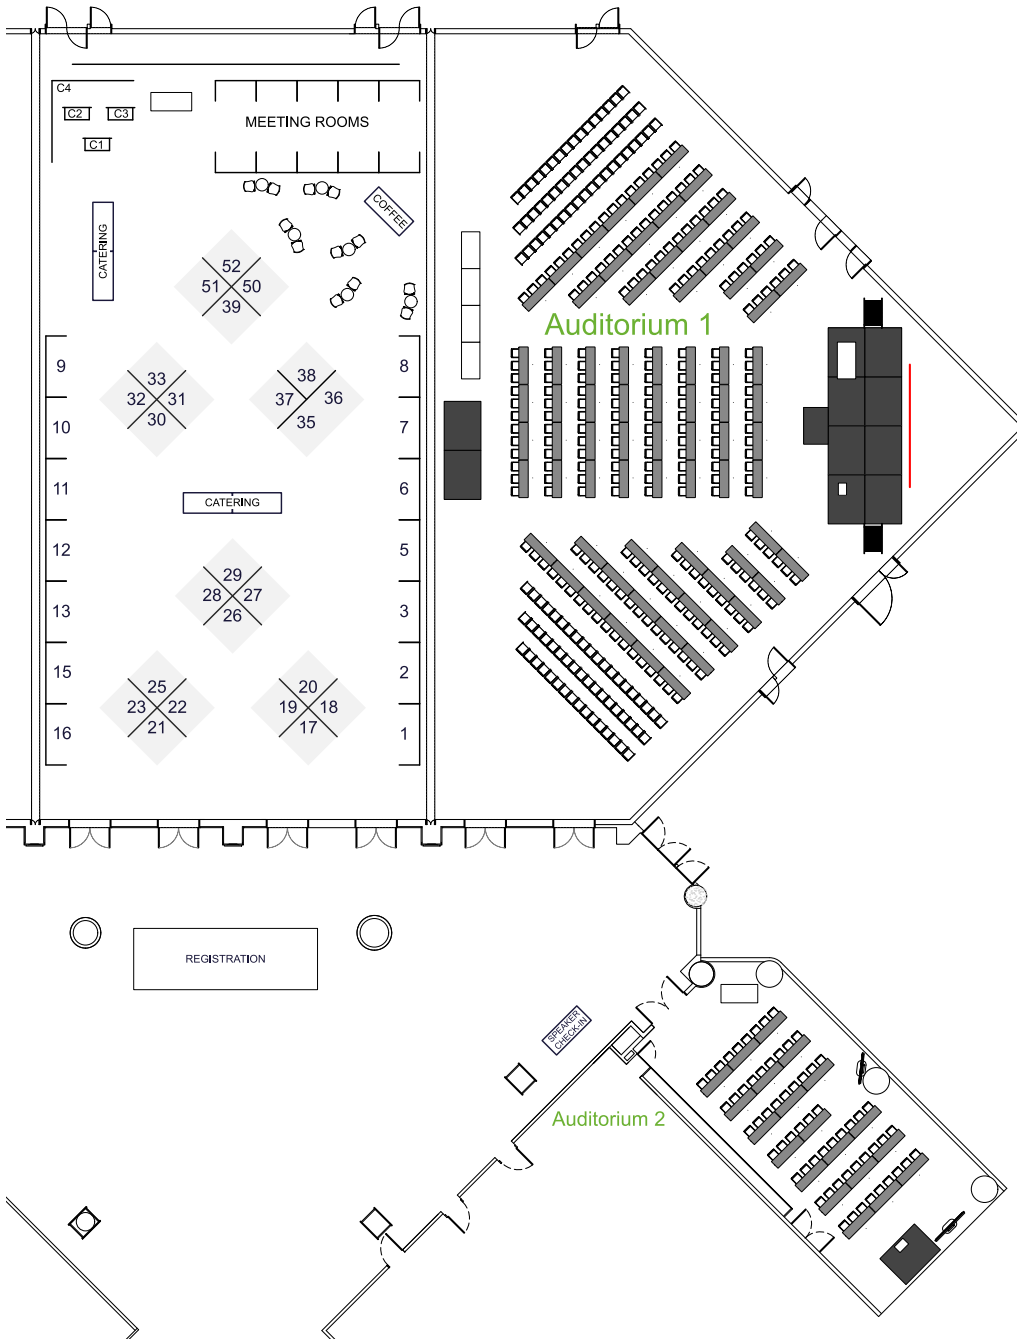 C4
C2
C3
C1
MEETING ROOMS
COFFEE
CATERING
52
51
50
39
Auditorium 1
9
33
32
31
30
38
37
36
35
8
10
7
11
CATERING
6
12
5
29
28
27
26
13
3
15
25
23
22
21
20
19
18
17
2
16
1
REGISTRATION
SPEAKER
CHECK-IN
Auditorium 2